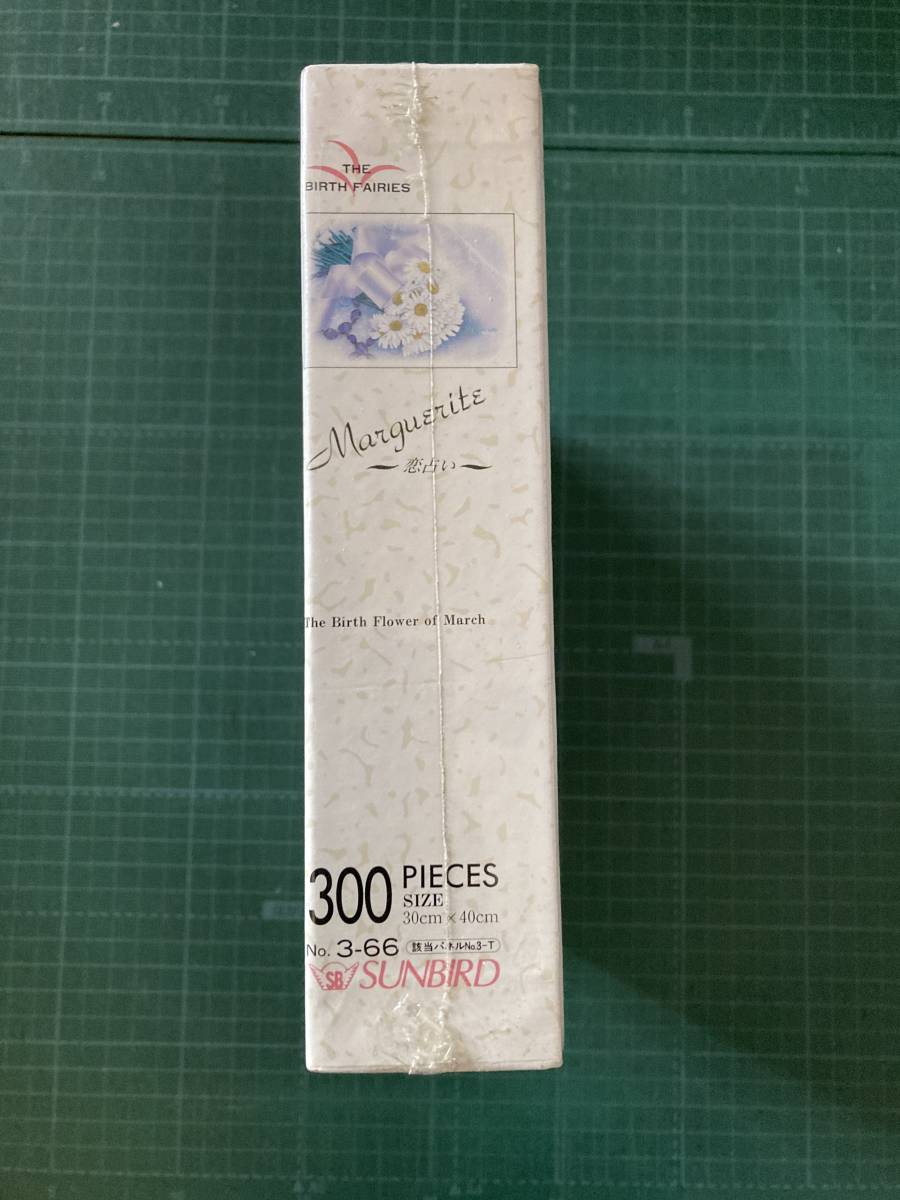 THE
BIRTH FAIRIES
Marguerite
恋占い
The Birth Flower of March
300 PIECES
SIZE
30cm×40cm
No. 3-66 該当パネルNo3-T
SB SUNBIRD